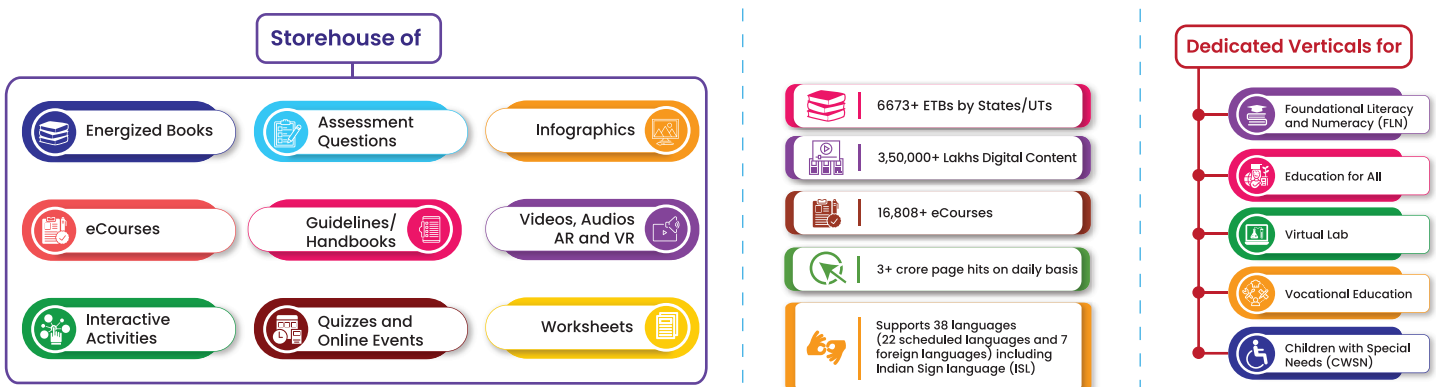 Storehouse of
Energized Books
Assessment
Questions
Infographics
eCourses
Guidelines/
Handbooks
Videos, Audios
AR and VR
Interactive
Activities
Quizzes and
Online Events
Worksheets
6673+ ETBs by States/UTs
3,50,000+ Lakhs Digital Content
16,808+ eCourses
3+ crore page hits on daily basis
Supports 38 languages
(22 scheduled languages and 7
foreign languages) including
Indian Sign language (ISL)
Dedicated Verticals for
Foundational Literacy
and Numeracy (FLN)
Education for All
Virtual Lab
Vocational Education
Children with Special
Needs (CWSN)